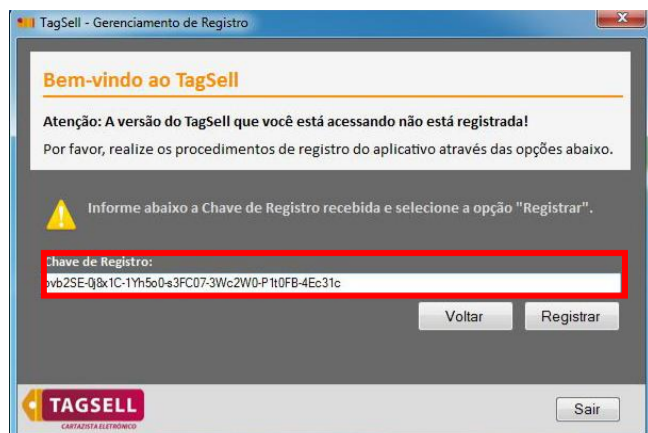 TagSell - Gerenciamento de Registro
Bem-vindo ao TagSell
Atenção: A versão do TagSell que você está acessando não está registrada!
Por favor, realize os procedimentos de registro do aplicativo através das opções abaixo.
Informe abaixo a Chave de Registro recebida e selecione a opção "Registrar".
Chave de Registro:
ovb2SE-0j8x1C-1Yh5o0-s3FC07-3Wc2W0-P1t0FB-4Ec31c
Voltar Registrar
TAGSELL
CARTAZISTA ELETRÔNICO
Sair